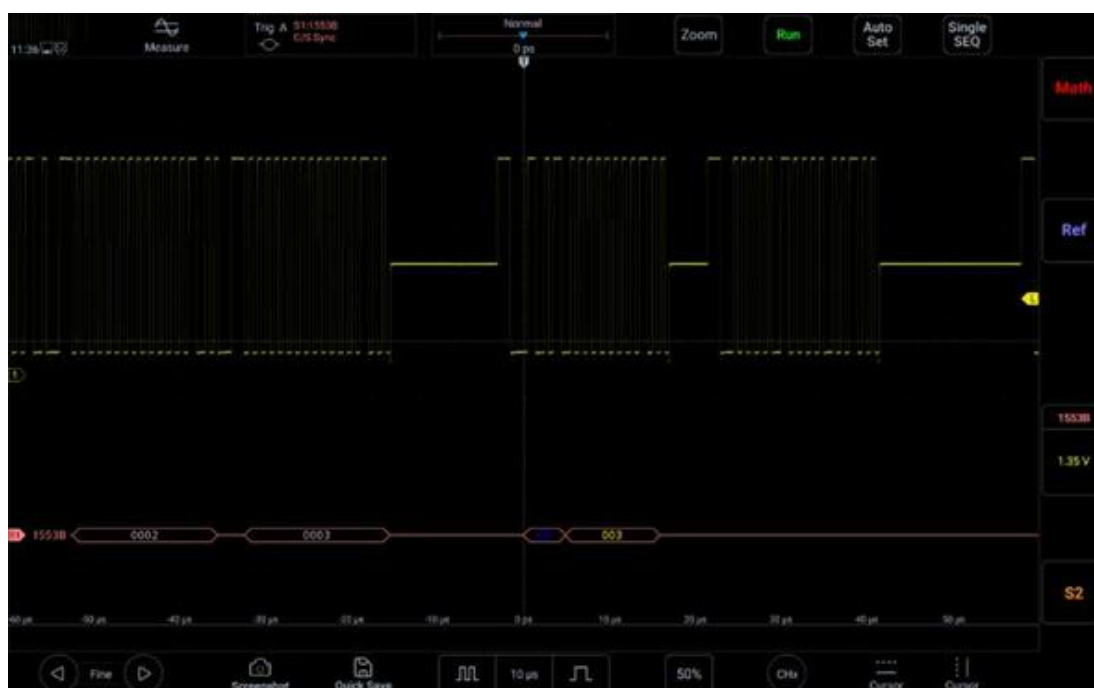 11:36
Measure
Trig A S1:1553B
C/S Sync
Normal
0 ps
Zoom
Run
Auto
Set
Single
SEQ
Math
Ref
1553B
1.35 V
S2
1553B 0002 0003 003
-50 μs -40 μs -30 μs -20 μs -10 μs 0 ps 10 μs 20 μs 30 μs 40 μs 50 μs
Fine
Screenshot
Quick Save
10 μs
50%
CHx
Cursor
Cursor